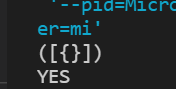 '--pid=Micro
er=mi'
([{}])
YES